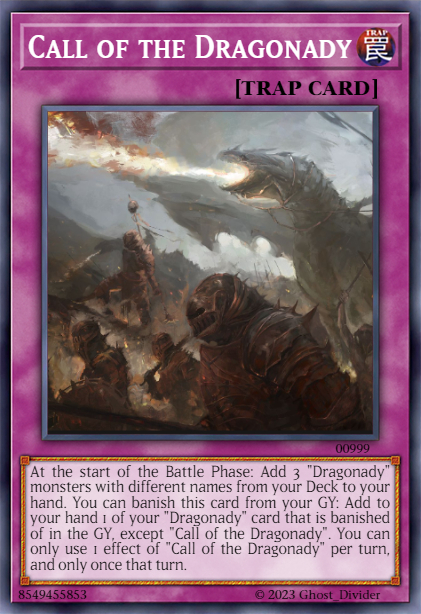 Call of the Dragonady
TRAP
罠
[TRAP CARD]
00999
At the start of the Battle Phase: Add 3 "Dragonady"
monsters with different names from your Deck to your
hand. You can banish this card from your GY: Add to
your hand 1 of your "Dragonady" card that is banished
of in the GY, except "Call of the Dragonady". You can
only use 1 effect of "Call of the Dragonady" per turn,
and only once that turn.
8549455853
© 2023 Ghost_Divider